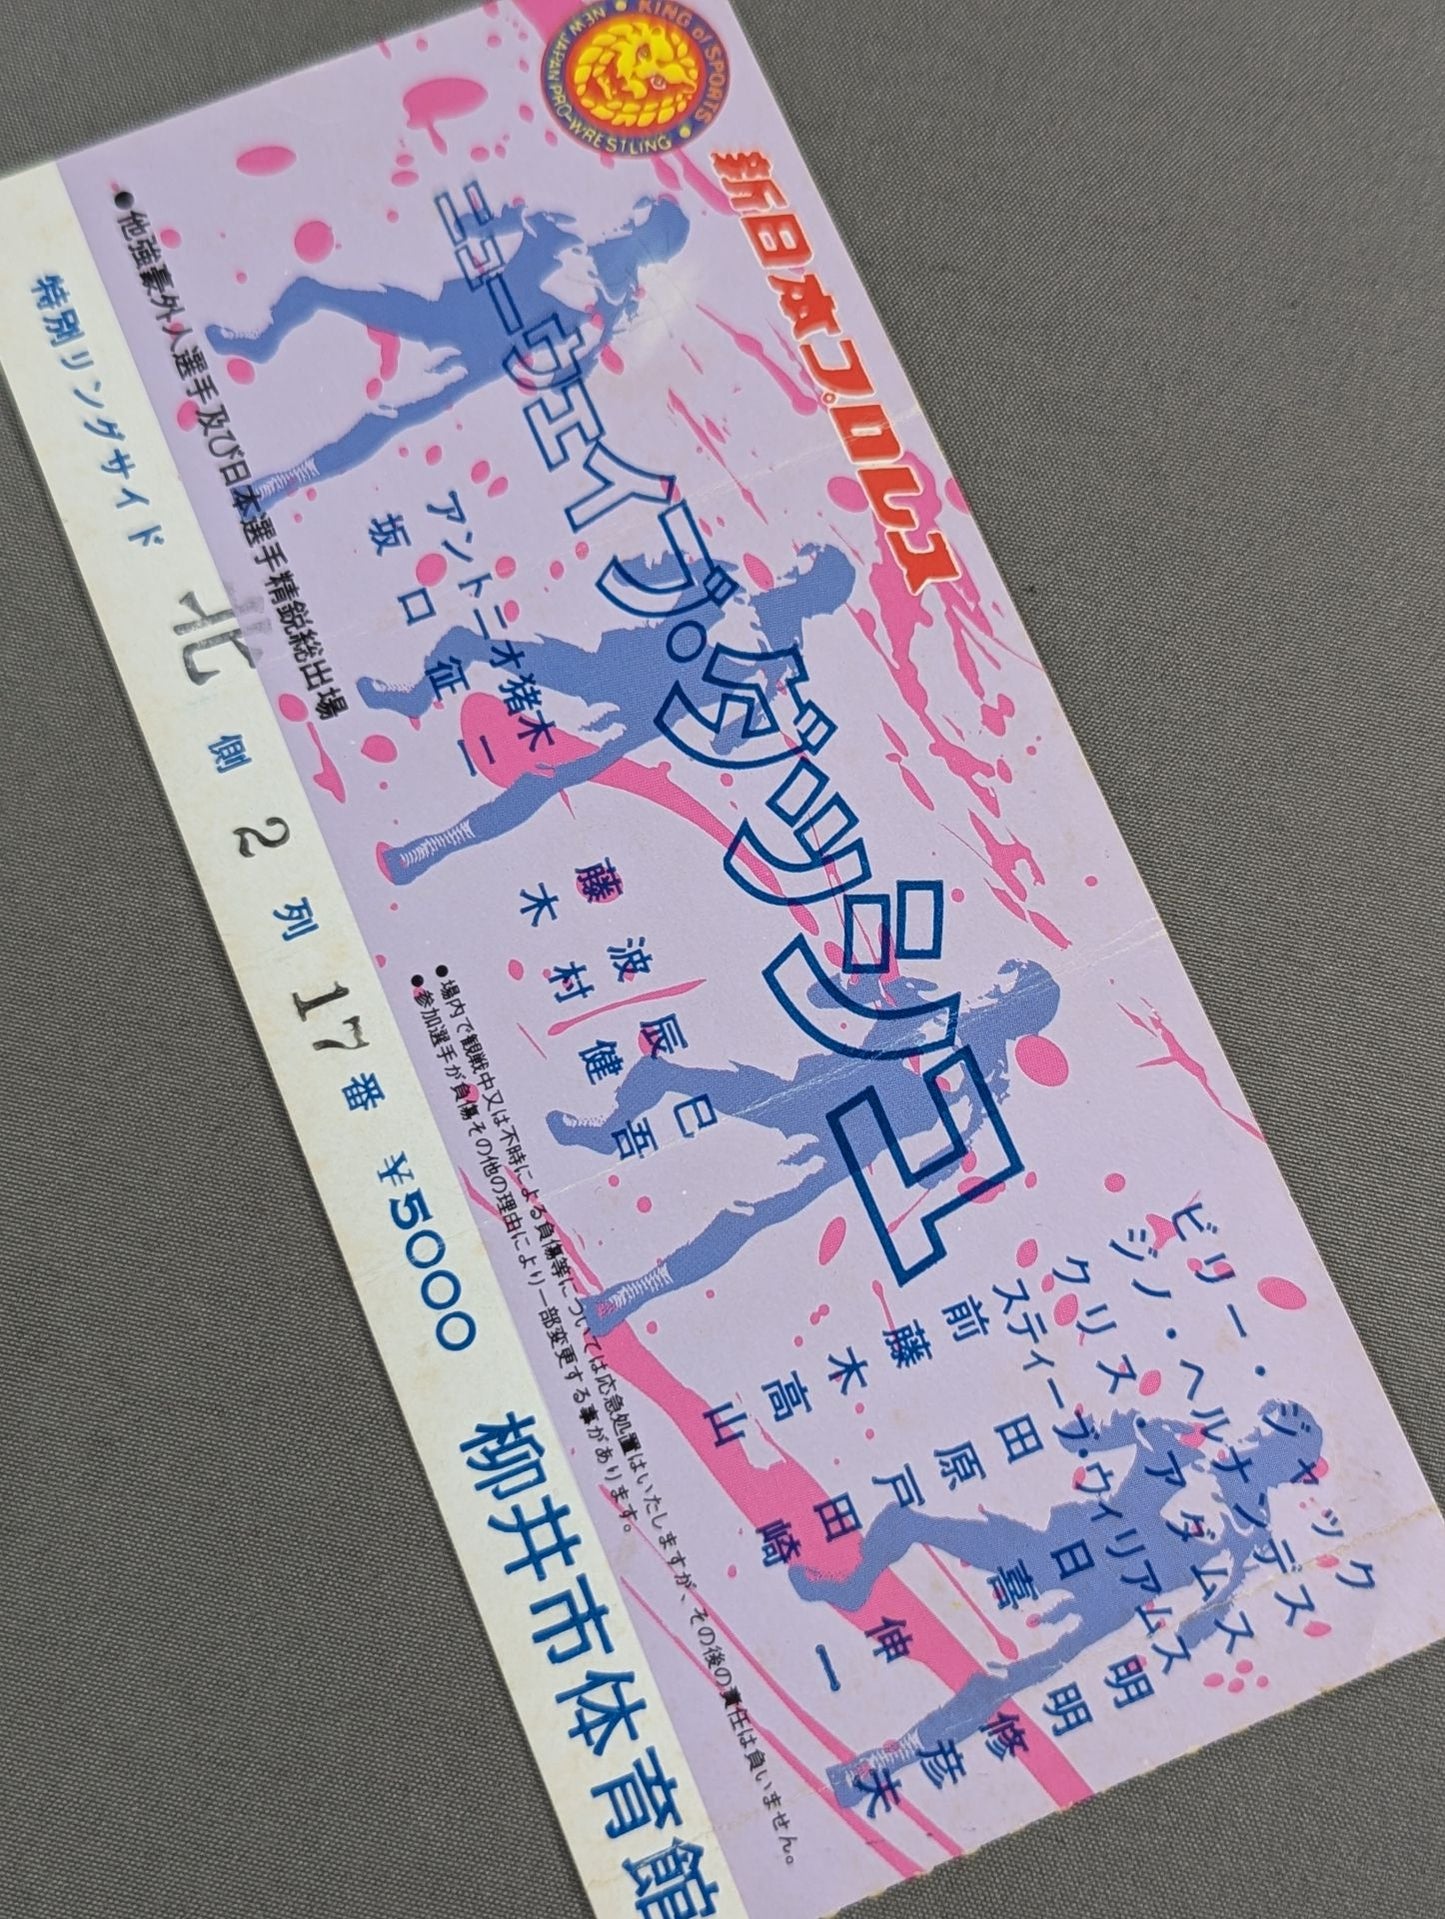 NEW JAPAN PRO-WRESTLING • KING of SPORTS •
新日本プロレス
ニューウェイブ・ダッシュ
アントニオ猪木
坂口征二
藤波辰巳
木村健吾
ビリー・ジャック
ジノ・ヘルナンデス
クリス・アダムス
スティーブ・ウィリアムス
前田日明
藤原喜明
木戸修
高田伸彦
山崎一夫
●他強豪外人選手及び日本選手精鋭総出場
●場内で観戦中又は不時による負傷等については応急処置はいたしますが、その後の責任は負いません。
●参加選手が負傷その他の理由により一部変更する事があります。
特別リングサイド 北側2列17番 ¥5000 柳井市体育館